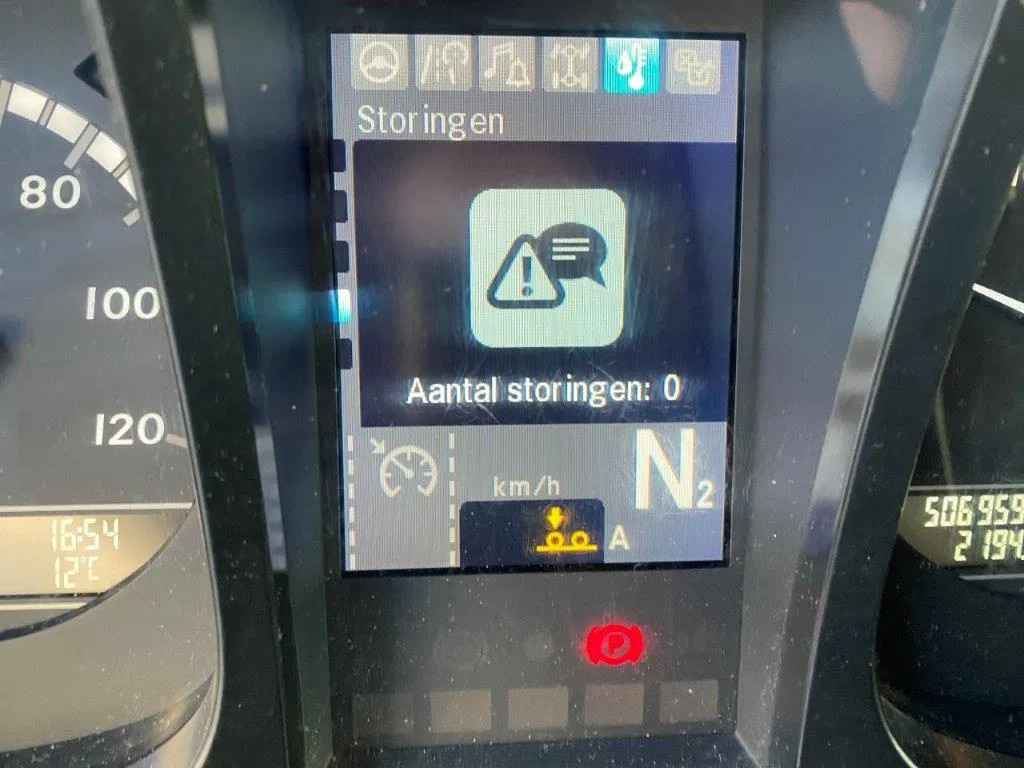 Storingen
80
100
120
Aantal storingen: 0
N2
km/h
A
16:54
12°C
506959
2194
P